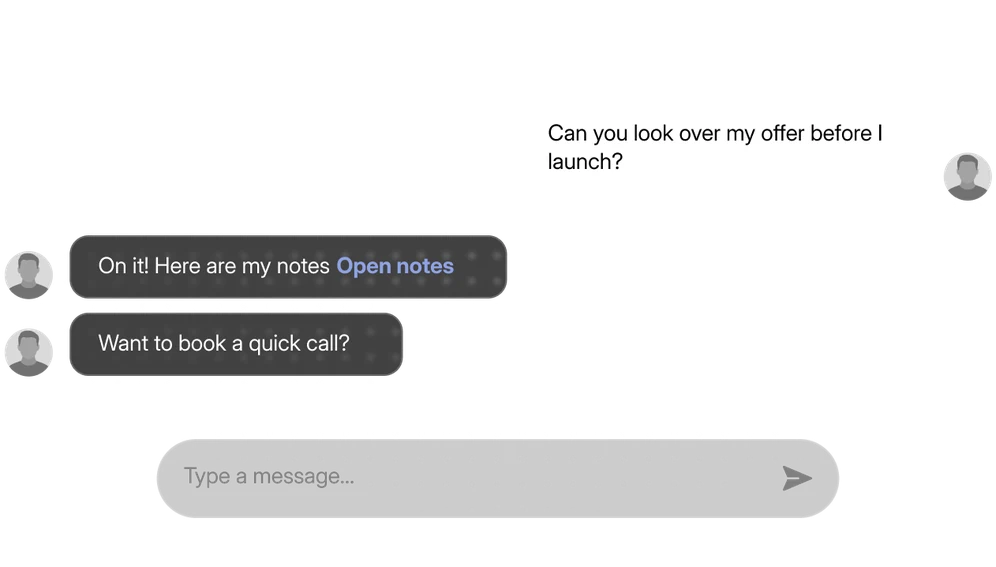 Can you look over my offer before I
launch?
On it! Here are my notes Open notes
Want to book a quick call?
Type a message...